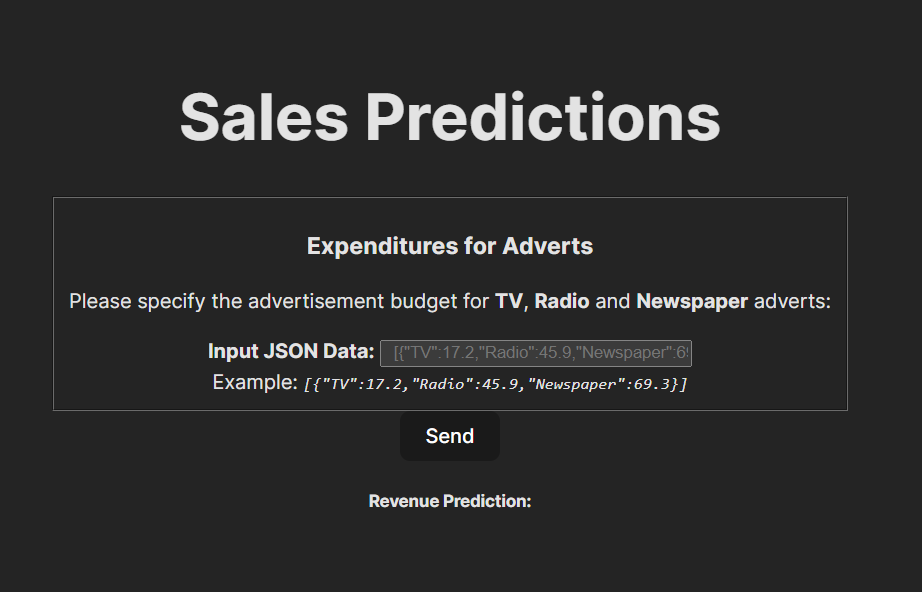 Sales Predictions
Expenditures for Adverts
Please specify the advertisement budget for TV, Radio and Newspaper adverts:
Input JSON Data: [{"TV":17.2,"Radio":45.9,"Newspaper":6
Example: [{"TV":17.2,"Radio":45.9,"Newspaper":69.3}]
Send
Revenue Prediction: